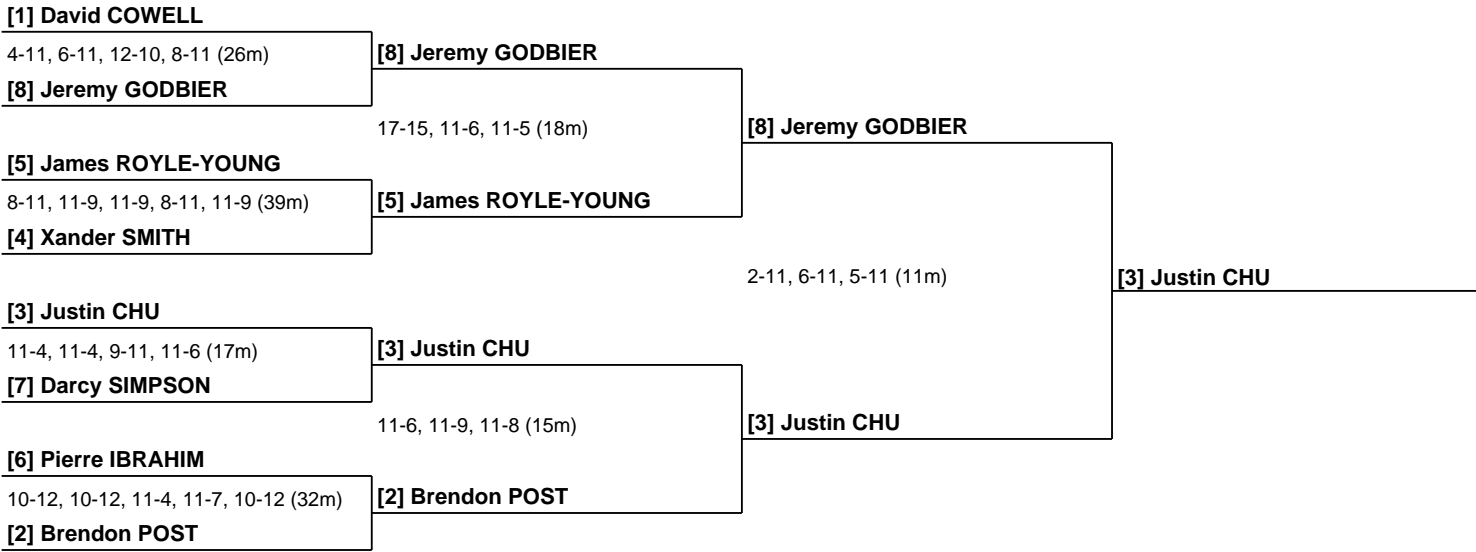 [1] David COWELL
4-11, 6-11, 12-10, 8-11 (26m)
[8] Jeremy GODBIER
[8] Jeremy GODBIER
17-15, 11-6, 11-5 (18m)
[8] Jeremy GODBIER
[5] James ROYLE-YOUNG
8-11, 11-9, 11-9, 8-11, 11-9 (39m)
[5] James ROYLE-YOUNG
[4] Xander SMITH
2-11, 6-11, 5-11 (11m)
[3] Justin CHU
[3] Justin CHU
11-4, 11-4, 9-11, 11-6 (17m)
[3] Justin CHU
[7] Darcy SIMPSON
11-6, 11-9, 11-8 (15m)
[3] Justin CHU
[6] Pierre IBRAHIM
10-12, 10-12, 11-4, 11-7, 10-12 (32m)
[2] Brendon POST
[2] Brendon POST